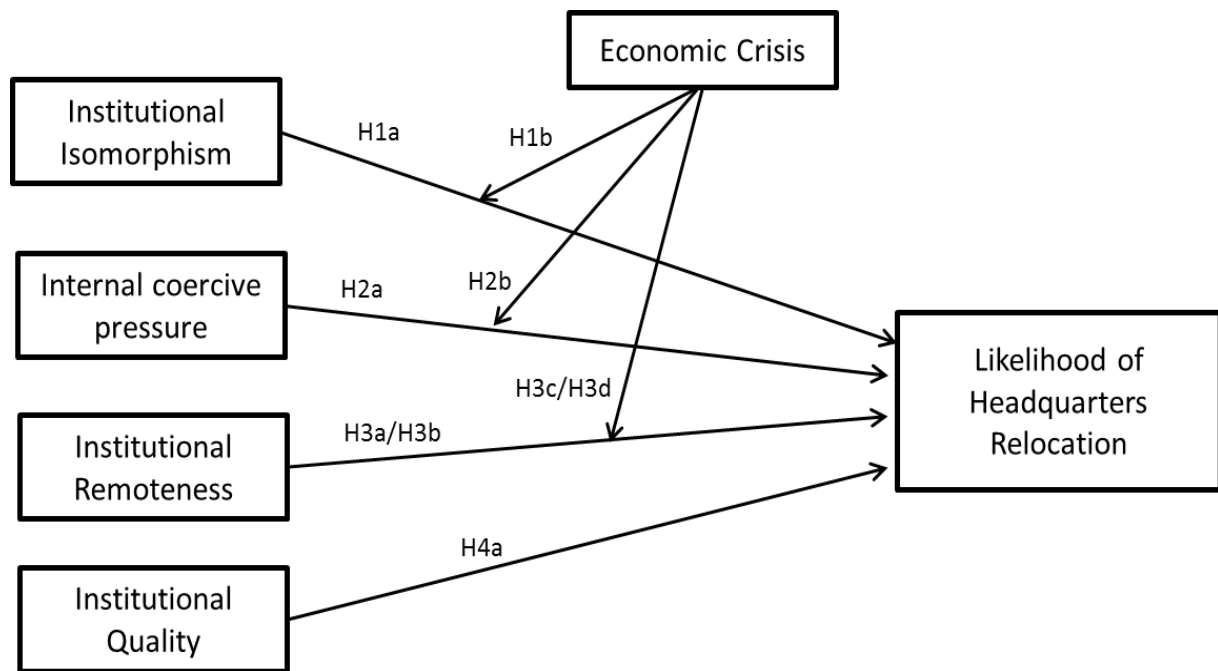 Economic Crisis
Institutional
Isomorphism
H1a
H1b
Internal coercive
pressure
H2a
H2b
Likelihood of
Headquarters
Relocation
H3c/H3d
Institutional
Remoteness
H3a/H3b
H4a
Institutional
Quality